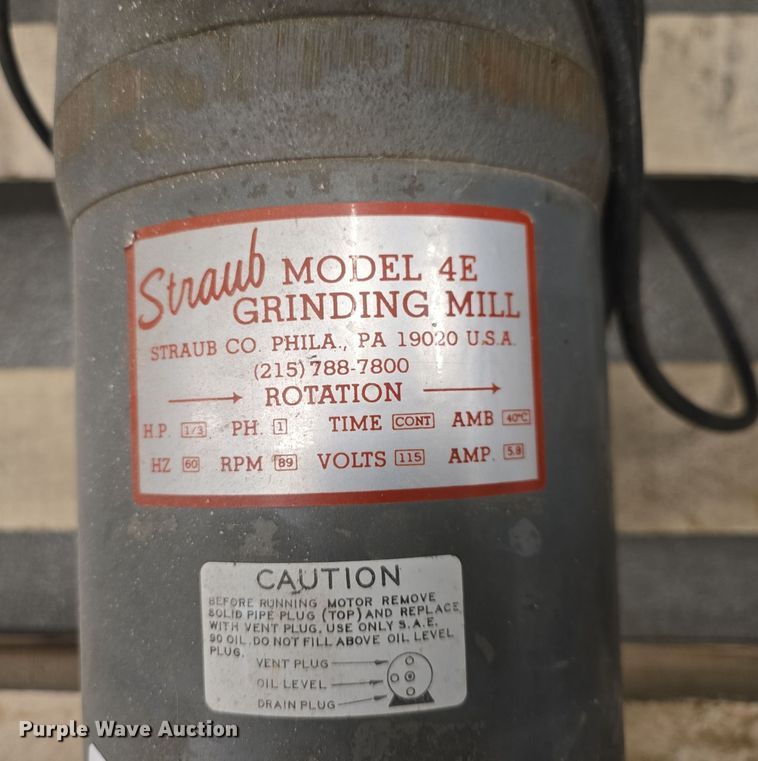 Straub MODEL 4E
GRINDING MILL
STRAUB CO. PHILA., PA 19020 U.S.A.
(215) 788-7800
ROTATION
H.P. 1/3 PH. 1 TIME CONT AMB 40°C
HZ 60 RPM 89 VOLTS 115 AMP. 5.8
CAUTION
BEFORE RUNNING MOTOR REMOVE
SOLID PIPE PLUG (TOP) AND REPLACE
WITH VENT PLUG. USE ONLY S.A.E.
90 OIL. DO NOT FILL ABOVE OIL LEVEL
PLUG.
VENT PLUG
OIL LEVEL
DRAIN PLUG
Purple Wave Auction